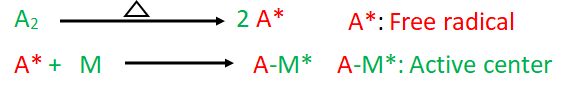 A₂ △ 2 A* A*: Free radical
A* + M A-M* A-M*: Active center